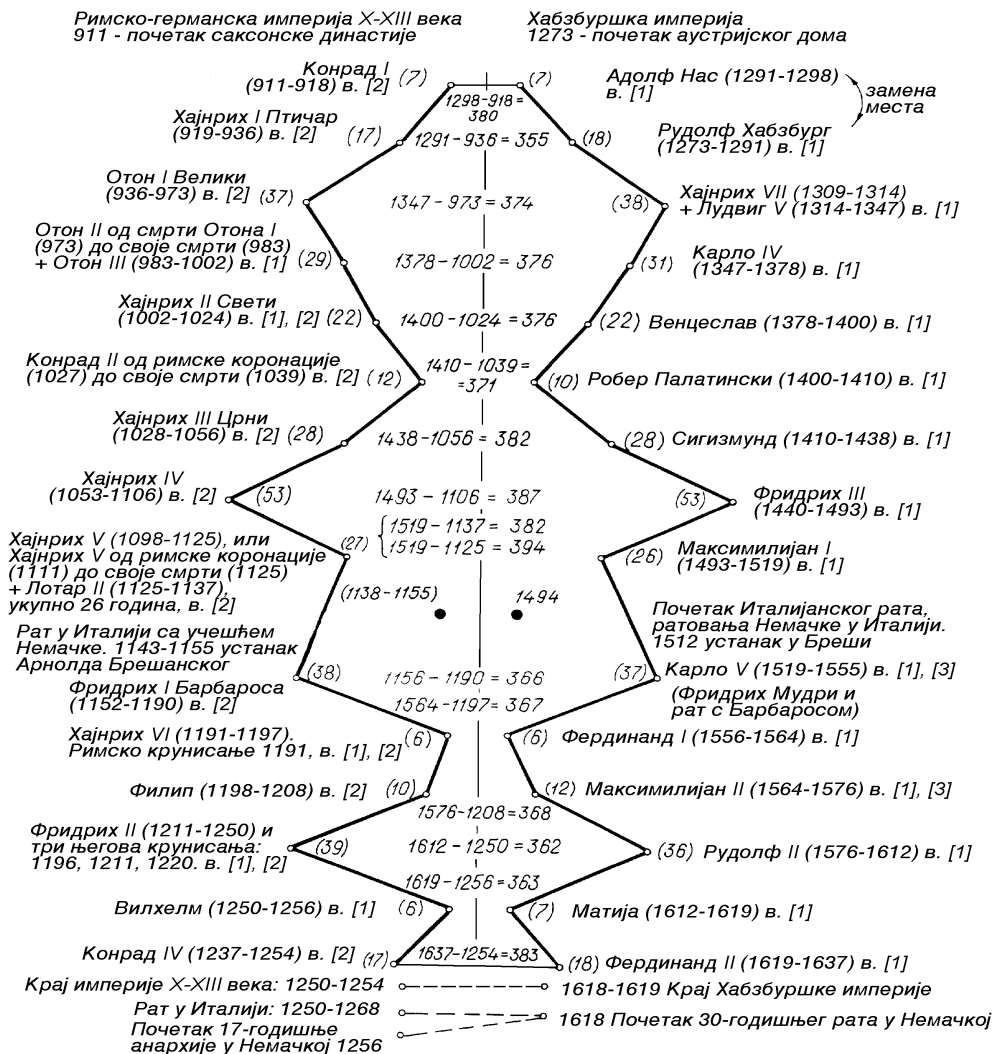 Римско-германска империја X-XIII века
911 - почетак саксонске династије
Хабзбуршка империја
1273 - почетак аустријског дома
Конрад I
(911-918) в. [2]
(7)
(7)
Адолф Нас (1291-1298)
в. [1]
замена
места
1298-918=
380
Хајнрих I Птичар
(919-936) в. [2]
(17)
1291-936=355
(18)
Рудолф Хабзбург
(1273-1291) в. [1]
Отон I Велики
(936-973) в. [2]
(37)
1347-973=374
(38)
Хајнрих VII (1309-1314)
+ Лудвиг V (1314-1347) в. [1]
Отон II од смрти Отона I
(973) до своје смрти (983)
+ Отон III (983-1002) в. [1]
(29)
1378-1002=376
(31)
Карло IV
(1347-1378) в. [1]
Хајнрих II Свети
(1002-1024) в. [1], [2]
(22)
1400-1024=376
(22)
Венцеслав (1378-1400) в. [1]
Конрад II од римске коронације
(1027) до своје смрти (1039) в. [2]
(12)
1410-1039=
=371
(10)
Робер Палатински (1400-1410) в. [1]
Хајнрих III Црни
(1028-1056) в. [2]
(28)
1438-1056=382
(28)
Сигизмунд (1410-1438) в. [1]
Хајнрих IV
(1053-1106) в. [2]
(53)
1493-1106=387
(53)
Фридрих III
(1440-1493) в. [1]
Хајнрих V (1098-1125), или
Хајнрих V од римске коронације
(1111) до своје смрти (1125)
+ Лотар II (1125-1137),
укупно 26 година, в. [2]
(27)
1519-1137=382
1519-1125=394
(26)
Максимилијан I
(1493-1519) в. [1]
(1138-1155)
1494
Рат у Италији са учешћем
Немачке. 1143-1155 устанак
Арнолда Брешанског
Почетак Италијанског рата,
ратовања Немачке у Италији.
1512 устанак у Бреши
(38)
Фридрих I Барбароса
(1152-1190) в. [2]
1156-1190=366
(37)
Карло V (1519-1555) в. [1], [3]
(Фридрих Мудри и
рат с Барбаросом)
1564-1197=367
Хајнрих VI (1191-1197).
Римско крунисање 1191, в. [1], [2]
(6)
(6)
Фердинанд I (1556-1564) в. [1]
Филип (1198-1208) в. [2]
(10)
(12)
Максимилијан II (1564-1576) в. [1], [3]
1576-1208=368
Фридрих II (1211-1250) и
три његова крунисања:
1196, 1211, 1220. в. [1], [2]
(39)
1612-1250=362
(36)
Рудолф II (1576-1612) в. [1]
1619-1256=363
Вилхелм (1250-1256) в. [1]
(6)
(7)
Матија (1612-1619) в. [1]
Конрад IV (1237-1254) в. [2]
(17)
1637-1254=383
(18)
Фердинанд II (1619-1637) в. [1]
Крај империје X-XIII века: 1250-1254
1618-1619 Крај Хабзбуршке империје
Рат у Италији: 1250-1268
1618 Почетак 30-годишњег рата у Немачкој
Почетак 17-годишње
анархије у Немачкој 1256